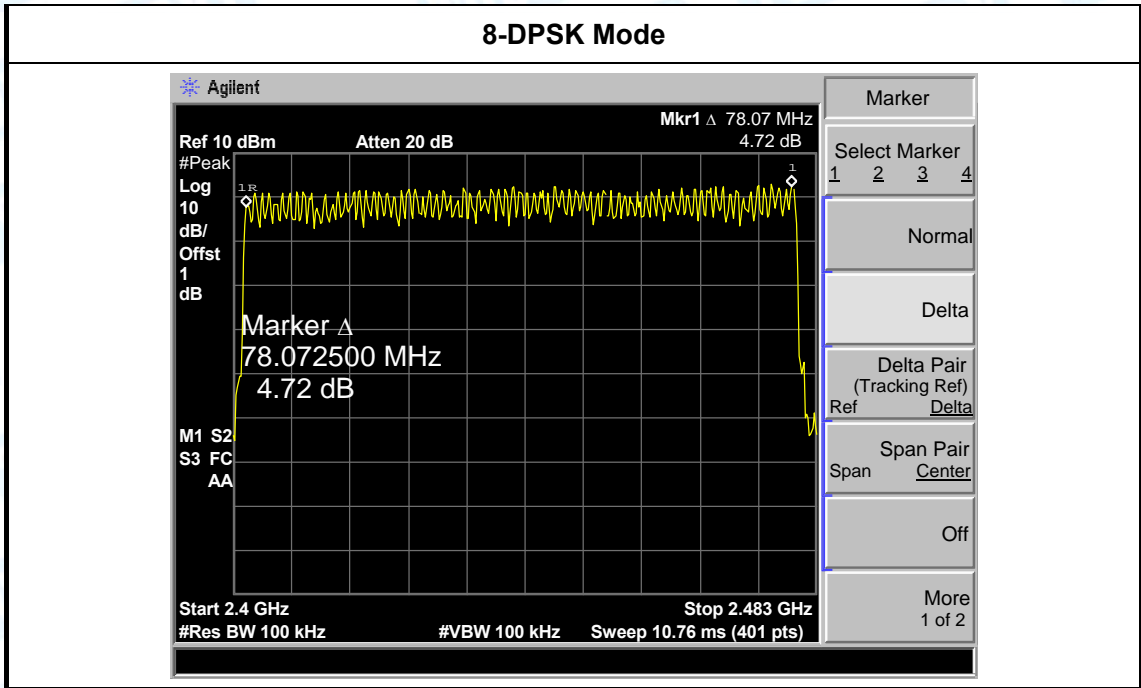 8-DPSK Mode
Agilent
Mkr1 Δ 78.07 MHz
Ref 10 dBm Atten 20 dB 4.72 dB
#Peak
Log
10
dB/
Offst
1
dB
1R
1
Marker Δ
78.072500 MHz
4.72 dB
M1 S2
S3 FC
AA
Start 2.4 GHz Stop 2.483 GHz
#Res BW 100 kHz #VBW 100 kHz Sweep 10.76 ms (401 pts)
Marker
Select Marker
1 2 3 4
Normal
Delta
Delta Pair
(Tracking Ref)
Ref Delta
Span Pair
Span Center
Off
More
1 of 2